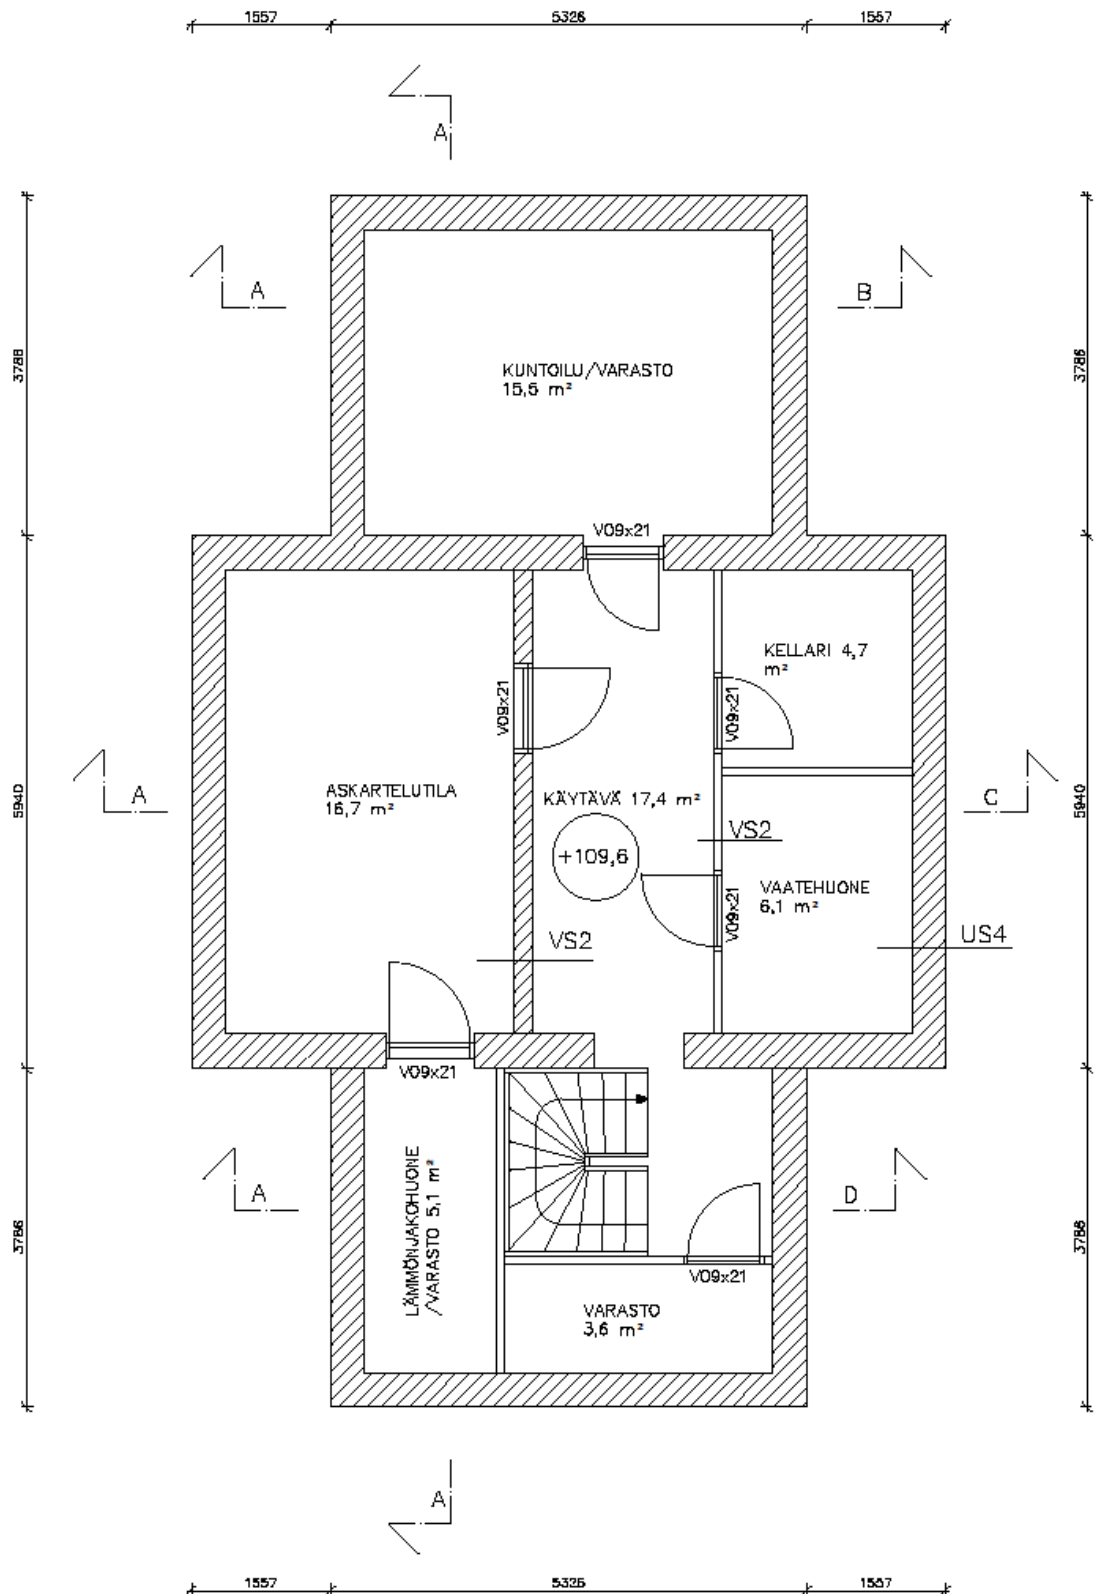 1557 5326 1557
A
A
B
3786
3786
KUNTOILU/VARASTO
15,5 m²
V09x21
KELLARI 4,7
m²
V09x21
V09x21
ASKARTELUTILA
16,7 m²
KÄYTÄVÄ 17,4 m²
5940
A
C
5940
VS2
+109,6
VAATEHUONE
6,1 m²
V09x21
VS2
US4
V09x21
LÄMMÖNJAKOHUONE
/VARASTO 5,1 m²
A
D
3786
3786
V09x21
VARASTO
3,6 m²
A
1557 5326 1557